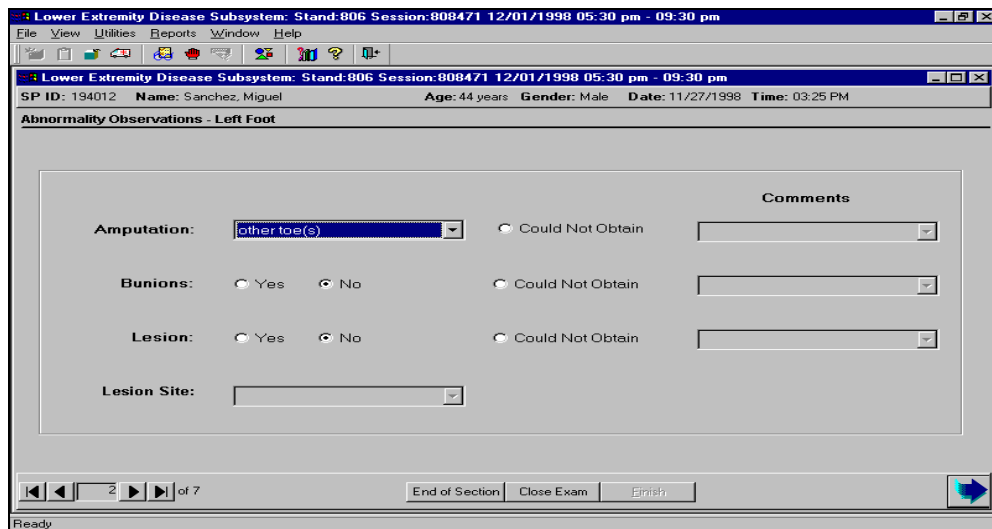 Lower Extremity Disease Subsystem: Stand:806 Session:808471 12/01/1998 05:30 pm - 09:30 pm
File View Utilities Reports Window Help
Lower Extremity Disease Subsystem: Stand:806 Session:808471 12/01/1998 05:30 pm - 09:30 pm
SP ID: 194012 Name: Sanchez, Miguel Age: 44 years Gender: Male Date: 11/27/1998 Time: 03:25 PM
Abnormality Observations - Left Foot
Comments
Amputation: other toe(s) Could Not Obtain
Bunions: Yes No Could Not Obtain
Lesion: Yes No Could Not Obtain
Lesion Site:
2 of 7 End of Section Close Exam Finish
Ready